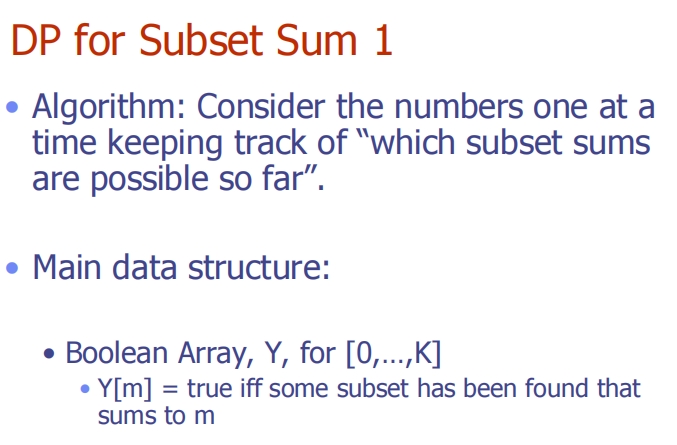 DP for Subset Sum 1
• Algorithm: Consider the numbers one at a
time keeping track of “which subset sums
are possible so far”.
• Main data structure:
• Boolean Array, Y, for [0,…,K]
• Y[m] = true iff some subset has been found that
sums to m